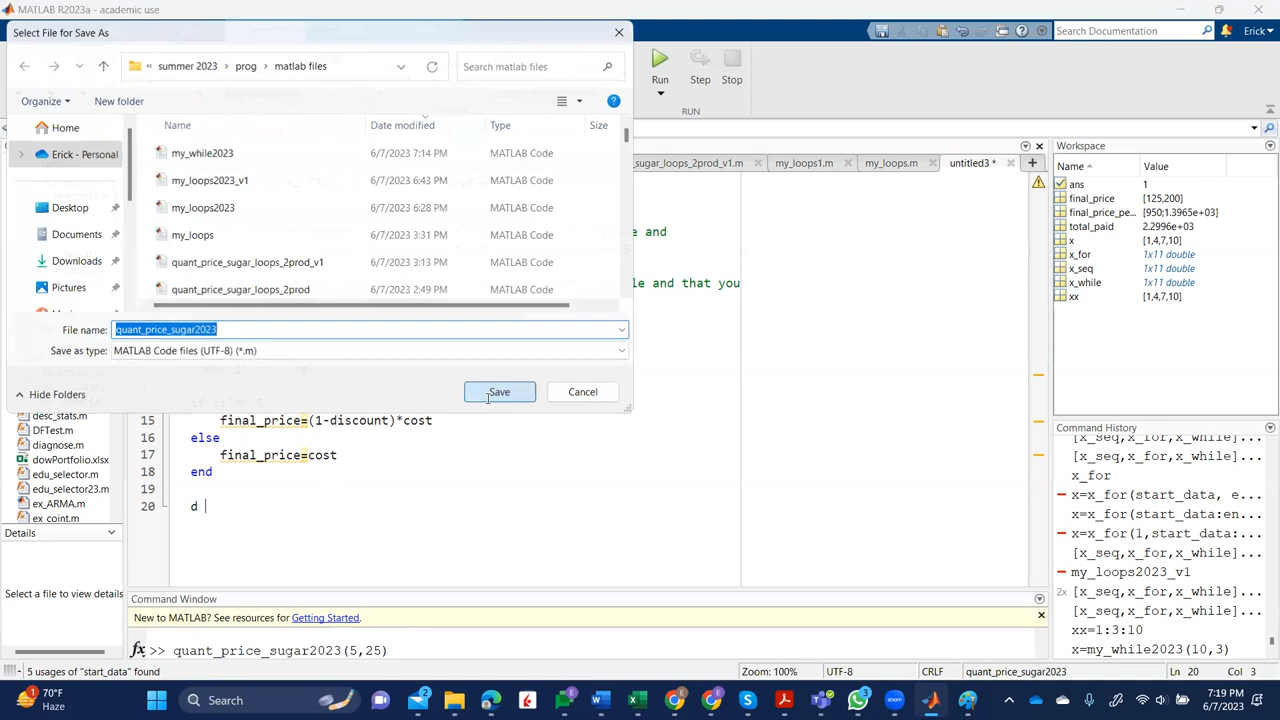 MATLAB R2023a - academic use
Select File for Save As
Search Documentation
Erick
« summer 2023 › prog › matlab files
Search matlab files
Run
Step
Stop
RUN
Organize
New folder
Name
Date modified
Type
Size
Home
Erick - Personal
Desktop
Documents
Downloads
Pictures
my_while2023 6/7/2023 7:14 PM MATLAB Code
my_loops2023_v1 6/7/2023 6:43 PM MATLAB Code
my_loops2023 6/7/2023 6:28 PM MATLAB Code
my_loops 6/7/2023 3:31 PM MATLAB Code
quant_price_sugar_loops_2prod_v1 6/7/2023 3:13 PM MATLAB Code
quant_price_sugar_loops_2prod 6/7/2023 2:49 PM MATLAB Code
File name: quant_price_sugar2023
Save as type: MATLAB Code files (UTF-8) (*.m)
Hide Folders
Save
Cancel
_sugar_loops_2prod_v1.m
my_loops1.m
my_loops.m
untitled3 *
e and
le and that you
15 final_price=(1-discount)*cost
16 else
17 final_price=cost
18 end
19
20 d
desc_stats.m
DFTest.m
diagnose.m
dowPortfolio.xlsx
edu_selector.m
edu_selector23.m
ex_ARMA.m
ex_coint.m
Details
Select a file to view details
Workspace
Name Value
ans 1
final_price [125,200]
final_price_pe... [950;1.3965e+03]
total_paid 2.2996e+03
x [1,4,7,10]
x_for 1x11 double
x_seq 1x11 double
x_while 1x11 double
xx [1,4,7,10]
Command History
[x_seq,x_for,x_while]...
[x_seq,x_for,x_while]...
x_for
x=x_for(start_data, e...
x=x_for(start_data:en...
x=x_for(1,start_data:...
[x_seq,x_for,x_while]...
my_loops2023_v1
2x [x_seq,x_for,x_while]...
[x_seq,x_for,x_while]...
xx=1:3:10
x=my_while2023(10,3)
Command Window
New to MATLAB? See resources for Getting Started.
fx >> quant_price_sugar2023(5,25)
5 usages of "start_data" found
Zoom: 100%
UTF-8
CRLF
quant_price_sugar2023
Ln 20 Col 3
70°F
Haze
Search
7:19 PM
6/7/2023